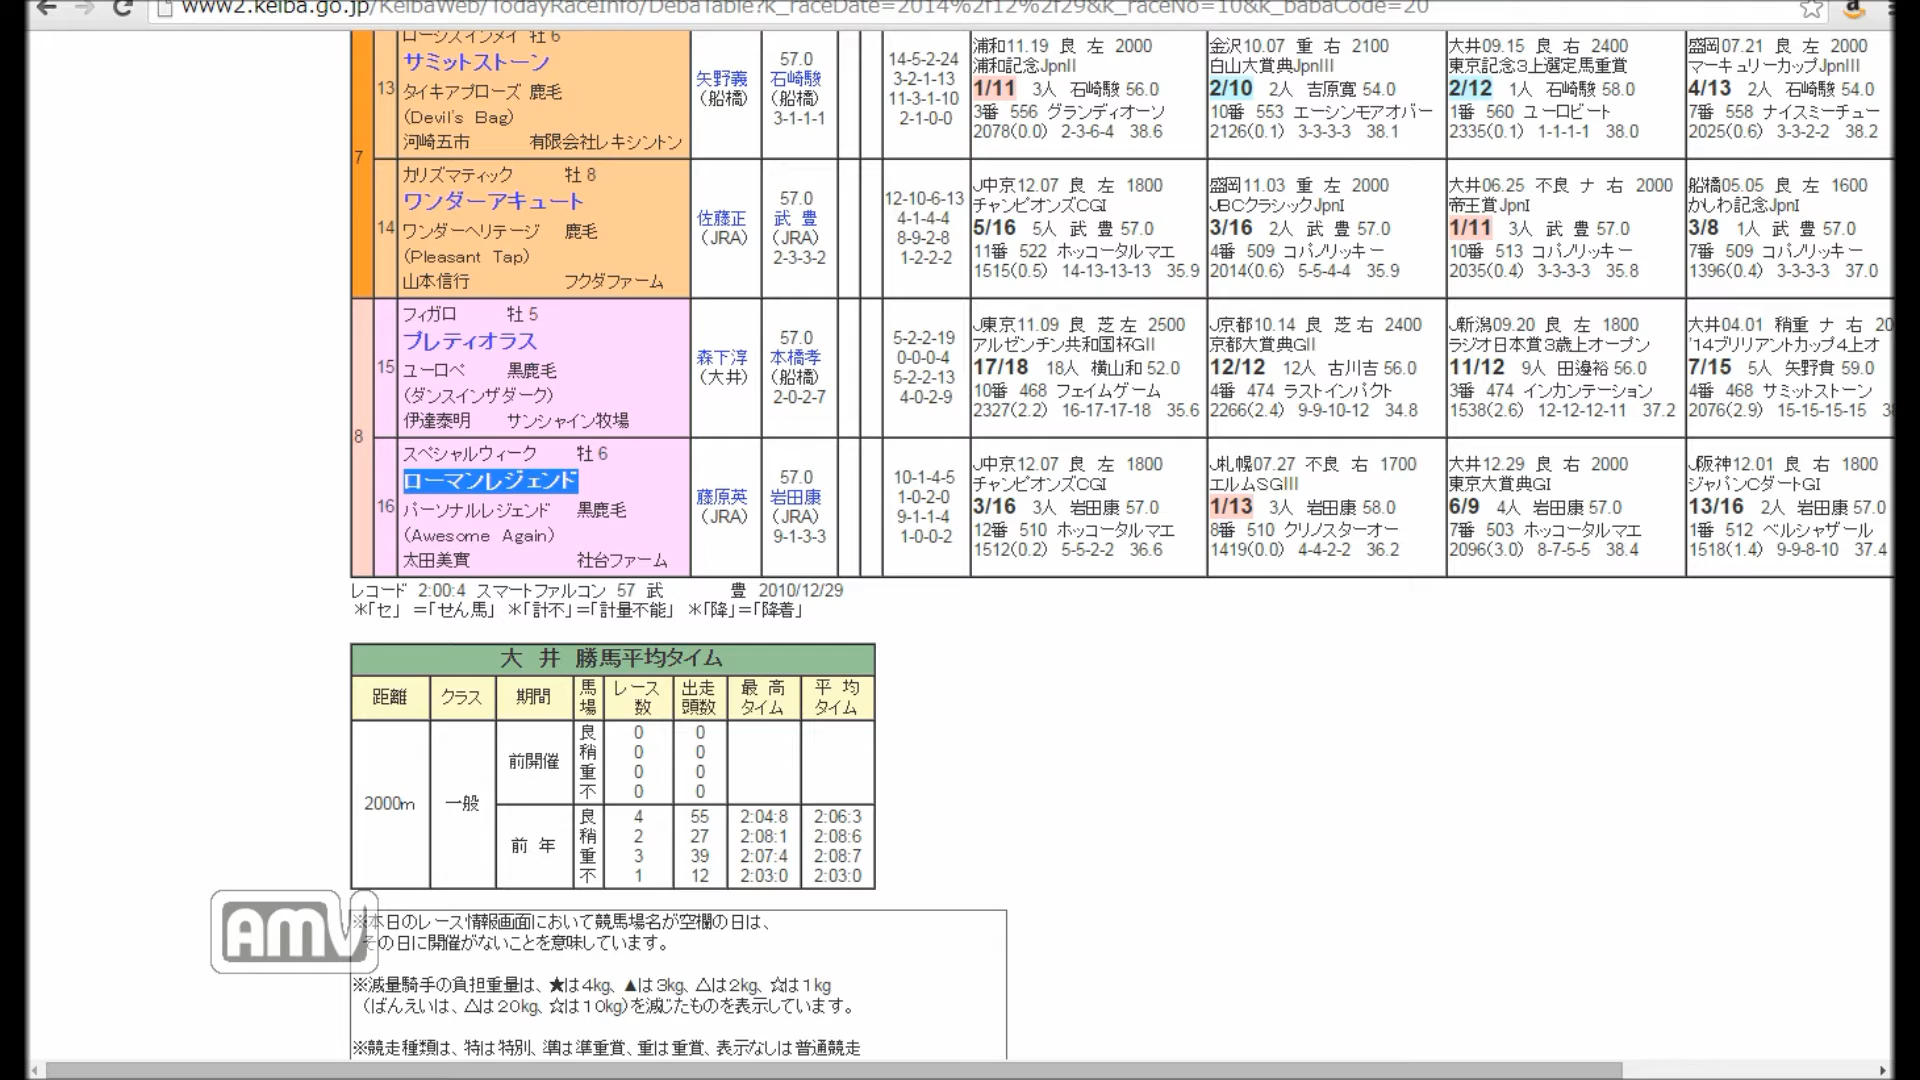 www2.keiba.go.jp/KeibaWeb/TodayRaceInfo/DebaTable?k_raceDate=2014%2f12%2f29&k_raceNo=10&k_babaCode=20
7
13
ロージズインメイ 牡 6
サミットストーン
タイキアプローズ 鹿毛
(Devil's Bag)
河崎五市 有限会社レキシントン
矢野義
(船橋)
57.0
石崎駿
(船橋)
3-1-1-1
14-5-2-24
3-2-1-13
11-3-1-10
2-1-0-0
浦和11.19 良 左 2000
浦和記念JpnII
1/11 3人 石崎駿 56.0
3番 556 グランディオーソ
2078(0.0) 2-3-6-4 38.6
金沢10.07 重 右 2100
白山大賞典JpnIII
2/10 2人 吉原寛 54.0
10番 553 エーシンモアオバー
2126(0.1) 3-3-3-3 38.1
大井09.15 良 右 2400
東京記念3上選定馬重賞
2/12 1人 石崎駿 58.0
1番 560 ユーロビート
2335(0.1) 1-1-1-1 38.0
盛岡07.21 良 左 2000
マーキュリーカップJpnIII
4/13 2人 石崎駿 54.0
7番 558 ナイスミーチュー
2025(0.6) 3-3-2-2 38.2
14
カリズマティック 牡 8
ワンダーアキュート
ワンダーヘリテージ 鹿毛
(Pleasant Tap)
山本信行 フクダファーム
佐藤正
(JRA)
57.0
武 豊
(JRA)
2-3-3-2
12-10-6-13
4-1-4-4
8-9-2-8
1-2-2-2
J中京12.07 良 左 1800
チャンピオンズCGI
5/16 5人 武 豊 57.0
11番 522 ホッコータルマエ
1515(0.5) 14-13-13-13 35.9
盛岡11.03 重 左 2000
JBCクラシックJpnI
3/16 2人 武 豊 57.0
4番 509 コパノリッキー
2014(0.6) 5-5-4-4 35.9
大井06.25 不良 ナ 右 2000
帝王賞JpnI
1/11 3人 武 豊 57.0
10番 513 コパノリッキー
2035(0.4) 3-3-3-3 35.8
船橋05.05 良 左 1600
かしわ記念JpnI
3/8 1人 武 豊 57.0
7番 509 コパノリッキー
1396(0.4) 3-3-3-3 37.0
8
15
フィガロ 牡 5
プレティオラス
ユーロペ 黒鹿毛
(ダンスインザダーク)
伊達泰明 サンシャイン牧場
森下淳
(大井)
57.0
本橋孝
(船橋)
2-0-2-7
5-2-2-19
0-0-0-4
5-2-2-13
4-0-2-9
J東京11.09 良 芝 左 2500
アルゼンチン共和国杯GII
17/18 18人 横山和 52.0
10番 468 フェイムゲーム
2327(2.2) 16-17-17-18 35.6
J京都10.14 良 芝 右 2400
京都大賞典GII
12/12 12人 古川吉 56.0
4番 474 ラストインパクト
2266(2.4) 9-9-10-12 34.8
J新潟09.20 良 左 1800
ラジオ日本賞3歳上オープン
11/12 9人 田邊裕 56.0
3番 474 インカンテーション
1538(2.6) 12-12-12-11 37.2
大井04.01 稍重 ナ 右 20
'14ブリリアントカップ4上オ
7/15 5人 矢野貴 59.0
4番 468 サミットストーン
2076(2.9) 15-15-15-15
16
スペシャルウィーク 牡 6
ローマンレジェンド
パーソナルレジェンド 黒鹿毛
(Awesome Again)
太田美實 社台ファーム
藤原英
(JRA)
57.0
岩田康
(JRA)
9-1-3-3
10-1-4-5
1-0-2-0
9-1-1-4
1-0-0-2
J中京12.07 良 左 1800
チャンピオンズCGI
3/16 3人 岩田康 57.0
12番 510 ホッコータルマエ
1512(0.2) 5-5-2-2 36.6
J札幌07.27 不良 右 1700
エルムSGIII
1/13 3人 岩田康 58.0
8番 510 クリノスターオー
1419(0.0) 4-4-2-2 36.2
大井12.29 良 右 2000
東京大賞典GI
6/9 4人 岩田康 57.0
7番 503 ホッコータルマエ
2096(3.0) 8-7-5-5 38.4
J阪神12.01 良 右 1800
ジャパンCダートGI
13/16 2人 岩田康 57.0
1番 512 ベルシャザール
1518(1.4) 9-9-8-10 37.4
レコード 2:00:4 スマートファルコン 57 武 豊 2010/12/29
※「セ」=「せん馬」 ※「計不」=「計量不能」 ※「降」=「降着」
大 井 勝馬平均タイム
距離 クラス 期間 馬場 レース数 出走頭数 最高タイム 平均タイム
2000m 一般
前開催
良 0 0
稍 0 0
重 0 0
不 0 0
前 年
良 4 55 2:04:8 2:06:3
稍 2 27 2:08:1 2:08:6
重 3 39 2:07:4 2:08:7
不 1 12 2:03:0 2:03:0
AMV
※本日のレース情報画面において競馬場名が空欄の日は、
その日に開催がないことを意味しています。
※減量騎手の負担重量は、★は4kg、▲は3kg、△は2kg、☆は1kg
(ばんえいは、△は20kg、☆は10kg)を減じたものを表示しています。
※競走種類は、特は特別、準は準重賞、重は重賞、表示なしは普通競走